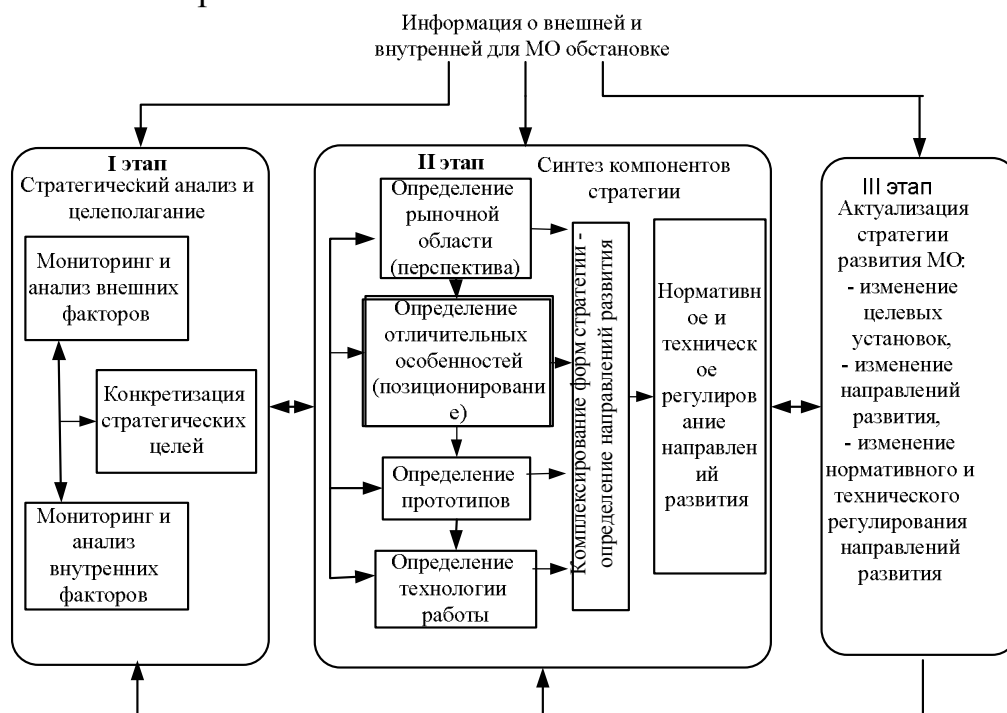 Информация о внешней и
внутренней для МО обстановке
I этап
Стратегический анализ и
целеполагание
Мониторинг и
анализ внешних
факторов
Конкретизация
стратегических
целей
Мониторинг и
анализ
внутренних
факторов
II этап
Синтез компонентов
стратегии
Определение
рыночной
области
(перспектива)
Определение
отличительных
особенностей
(позиционировани
е)
Определение
прототипов
Определение
технологии
работы
Комплексирование форм стратегии -
определение направлений развития
Нормативн
ое и
техническ
ое
регулиров
ание
направлен
ий
развития
III этап
Актуализация
стратегии
развития МО:
- изменение
целевых
установок,
- изменение
направлений
развития,
- изменение
нормативного и
технического
регулирования
направлений
развития